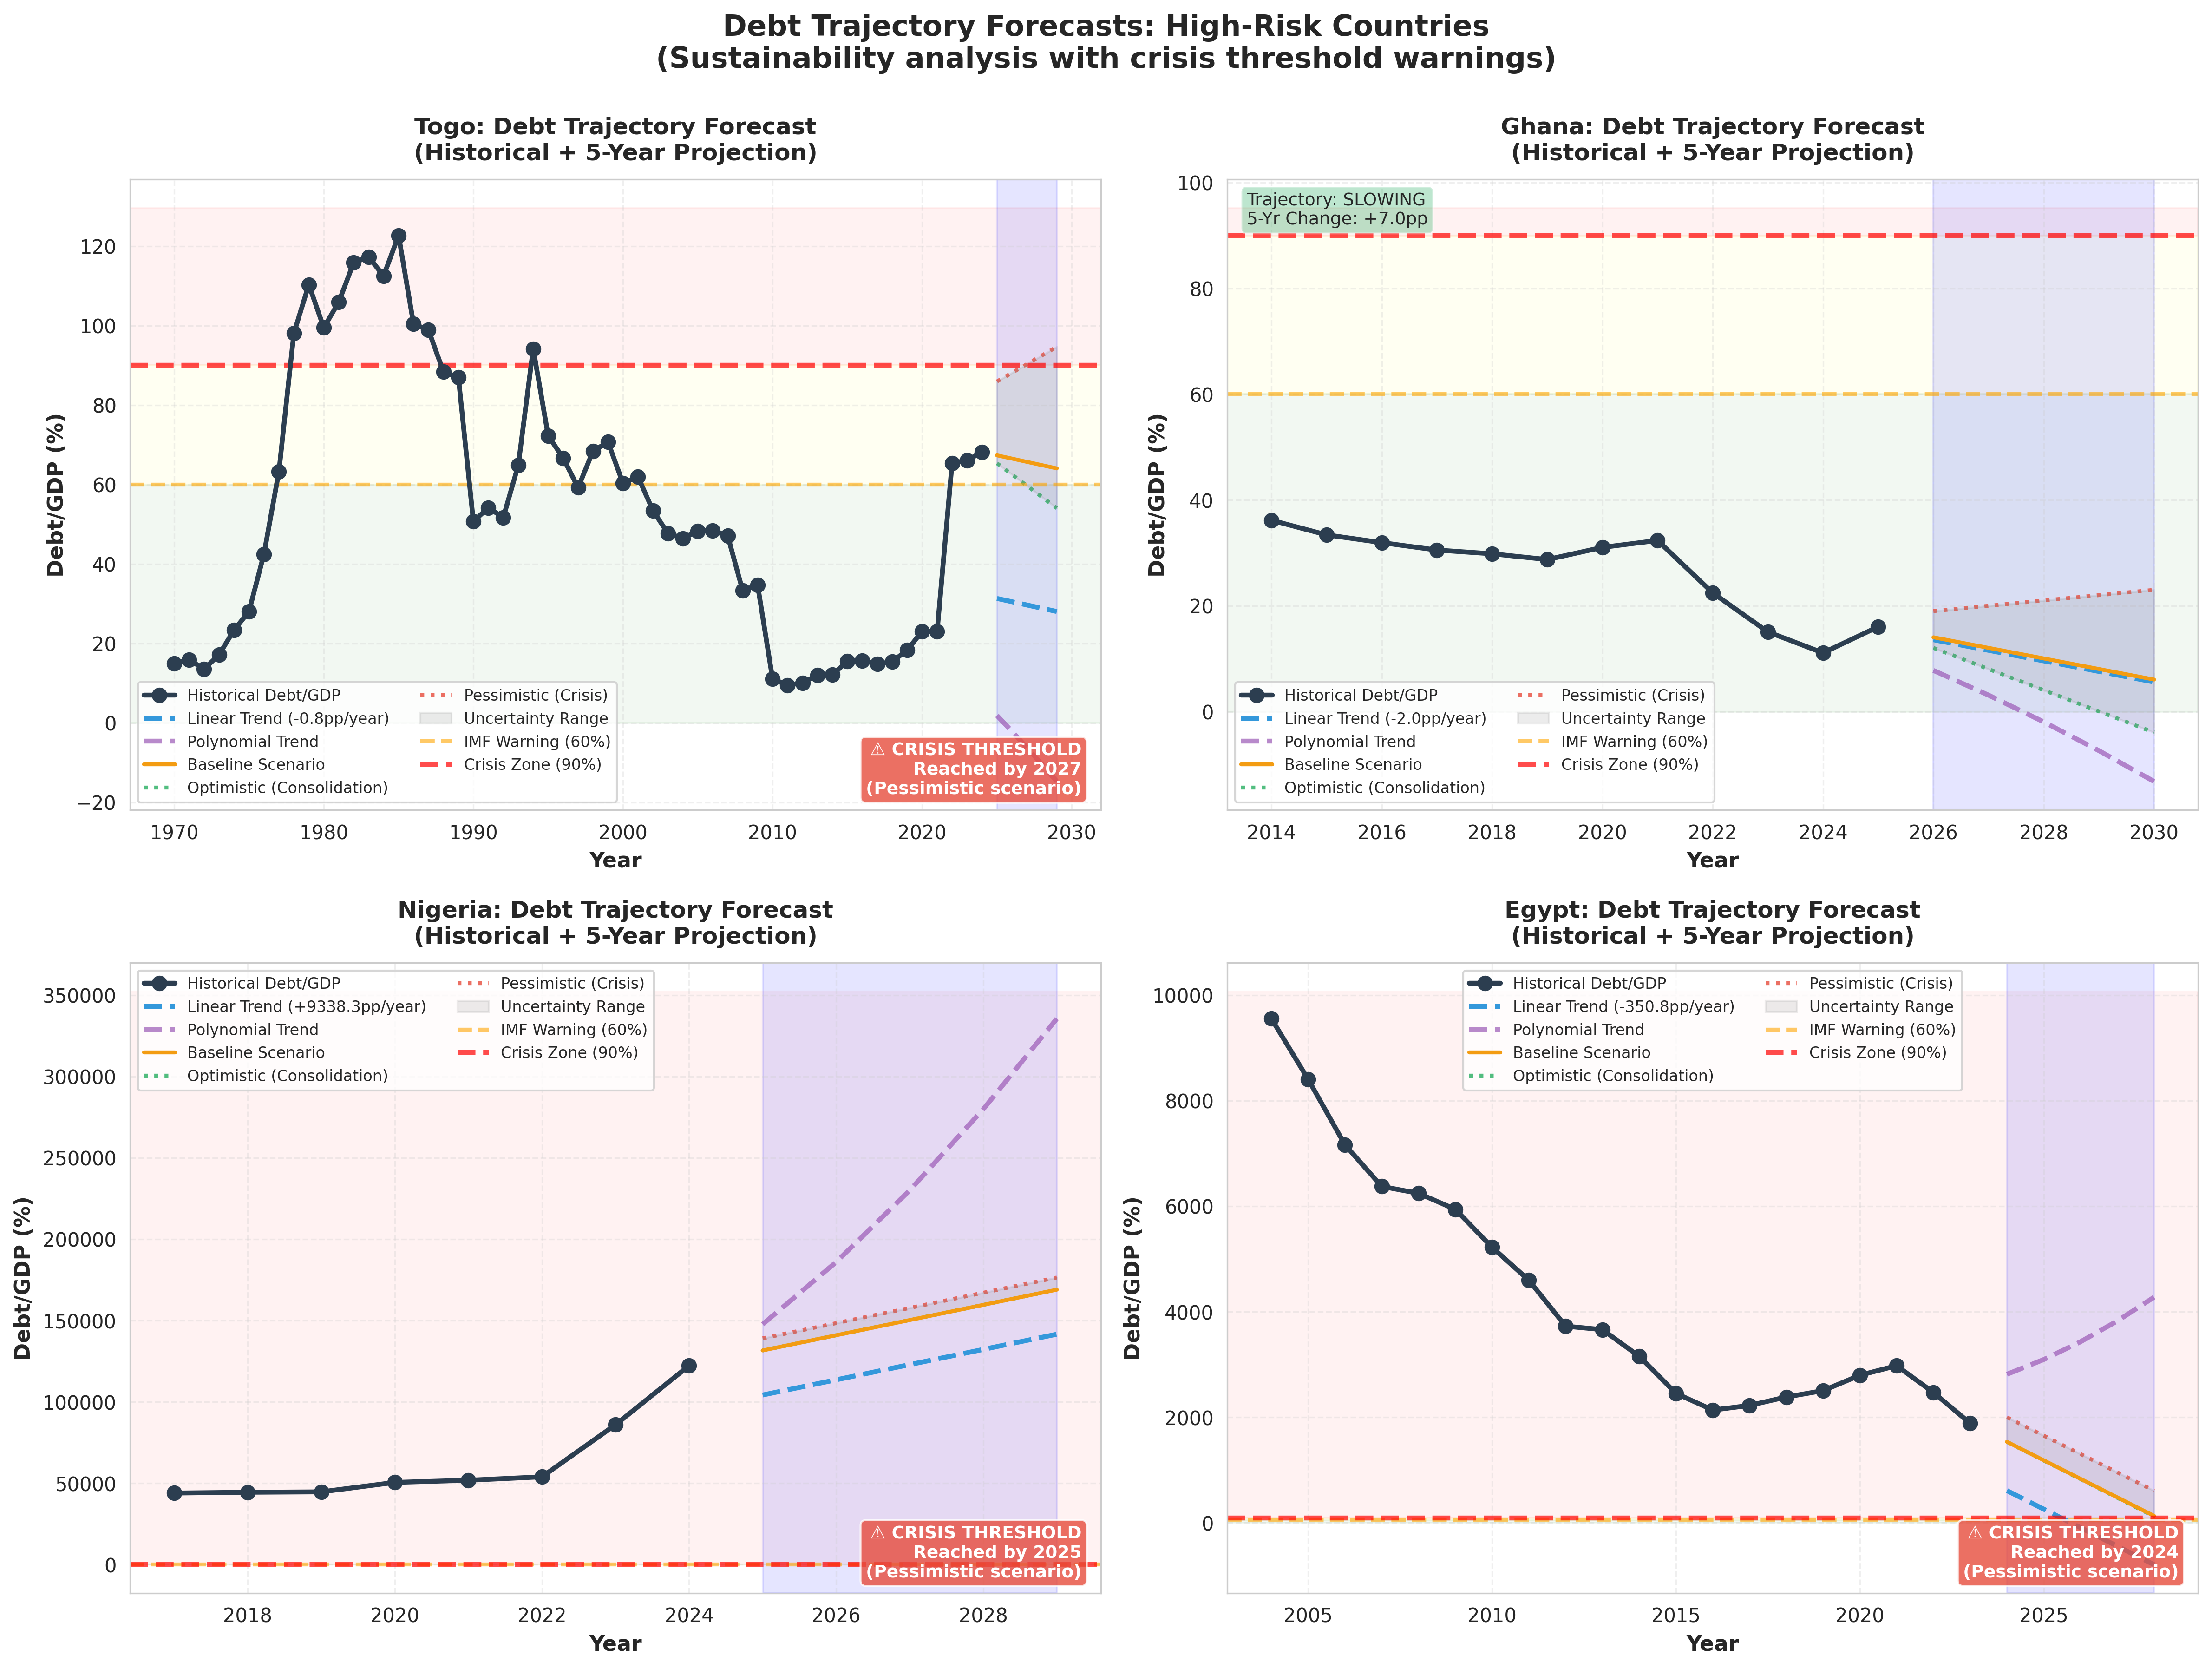 Debt Trajectory Forecasts: High-Risk Countries
(Sustainability analysis with crisis threshold warnings)
Togo: Debt Trajectory Forecast
(Historical + 5-Year Projection)
Debt/GDP (%)
120
100
80
60
40
20
0
−20
Historical Debt/GDP
Linear Trend (-0.8pp/year)
Polynomial Trend
Baseline Scenario
Optimistic (Consolidation)
Pessimistic (Crisis)
Uncertainty Range
IMF Warning (60%)
Crisis Zone (90%)
⚠ CRISIS THRESHOLD
Reached by 2027
(Pessimistic scenario)
1970 1980 1990 2000 2010 2020 2030
Year
Ghana: Debt Trajectory Forecast
(Historical + 5-Year Projection)
Debt/GDP (%)
100
80
60
40
20
0
Trajectory: SLOWING
5-Yr Change: +7.0pp
Historical Debt/GDP
Linear Trend (-2.0pp/year)
Polynomial Trend
Baseline Scenario
Optimistic (Consolidation)
Pessimistic (Crisis)
Uncertainty Range
IMF Warning (60%)
Crisis Zone (90%)
2014 2016 2018 2020 2022 2024 2026 2028 2030
Year
Nigeria: Debt Trajectory Forecast
(Historical + 5-Year Projection)
Debt/GDP (%)
350000
300000
250000
200000
150000
100000
50000
0
Historical Debt/GDP
Linear Trend (+9338.3pp/year)
Polynomial Trend
Baseline Scenario
Optimistic (Consolidation)
Pessimistic (Crisis)
Uncertainty Range
IMF Warning (60%)
Crisis Zone (90%)
⚠ CRISIS THRESHOLD
Reached by 2025
(Pessimistic scenario)
2018 2020 2022 2024 2026 2028
Year
Egypt: Debt Trajectory Forecast
(Historical + 5-Year Projection)
Debt/GDP (%)
10000
8000
6000
4000
2000
0
Historical Debt/GDP
Linear Trend (-350.8pp/year)
Polynomial Trend
Baseline Scenario
Optimistic (Consolidation)
Pessimistic (Crisis)
Uncertainty Range
IMF Warning (60%)
Crisis Zone (90%)
⚠ CRISIS THRESHOLD
Reached by 2024
(Pessimistic scenario)
2005 2010 2015 2020 2025
Year